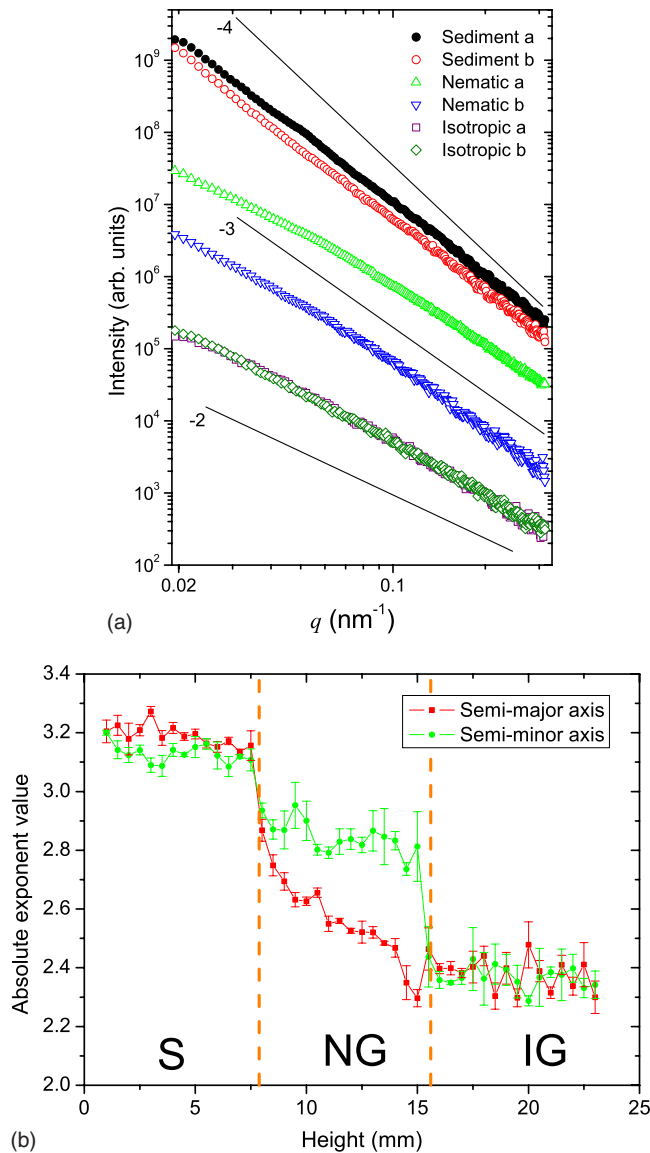 -4
Sediment a
Sediment b
Nematic a
Nematic b
Isotropic a
Isotropic b
10⁹
10⁸
10⁷
10⁶
10⁵
10⁴
10³
10²
-3
-2
Intensity (arb. units)
0.02
0.1
(a)
q (nm⁻¹)
3.4
3.2
3.0
2.8
2.6
2.4
2.2
2.0
Absolute exponent value
Semi-major axis
Semi-minor axis
S
NG
IG
0
5
10
15
20
25
(b)
Height (mm)